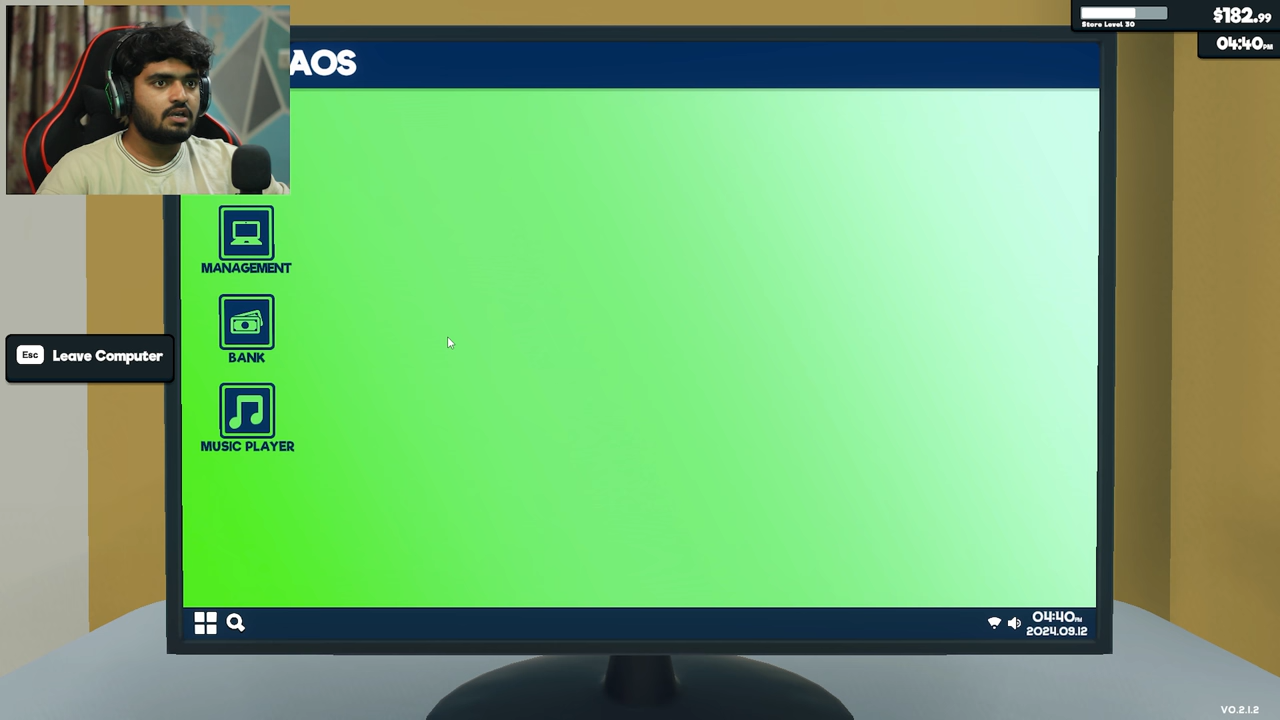 AOS
$182.99
Store Level 30
04:40PM
MANAGEMENT
Esc Leave Computer
BANK
MUSIC PLAYER
04:40PM
2024.09.12
V0.2.1.2